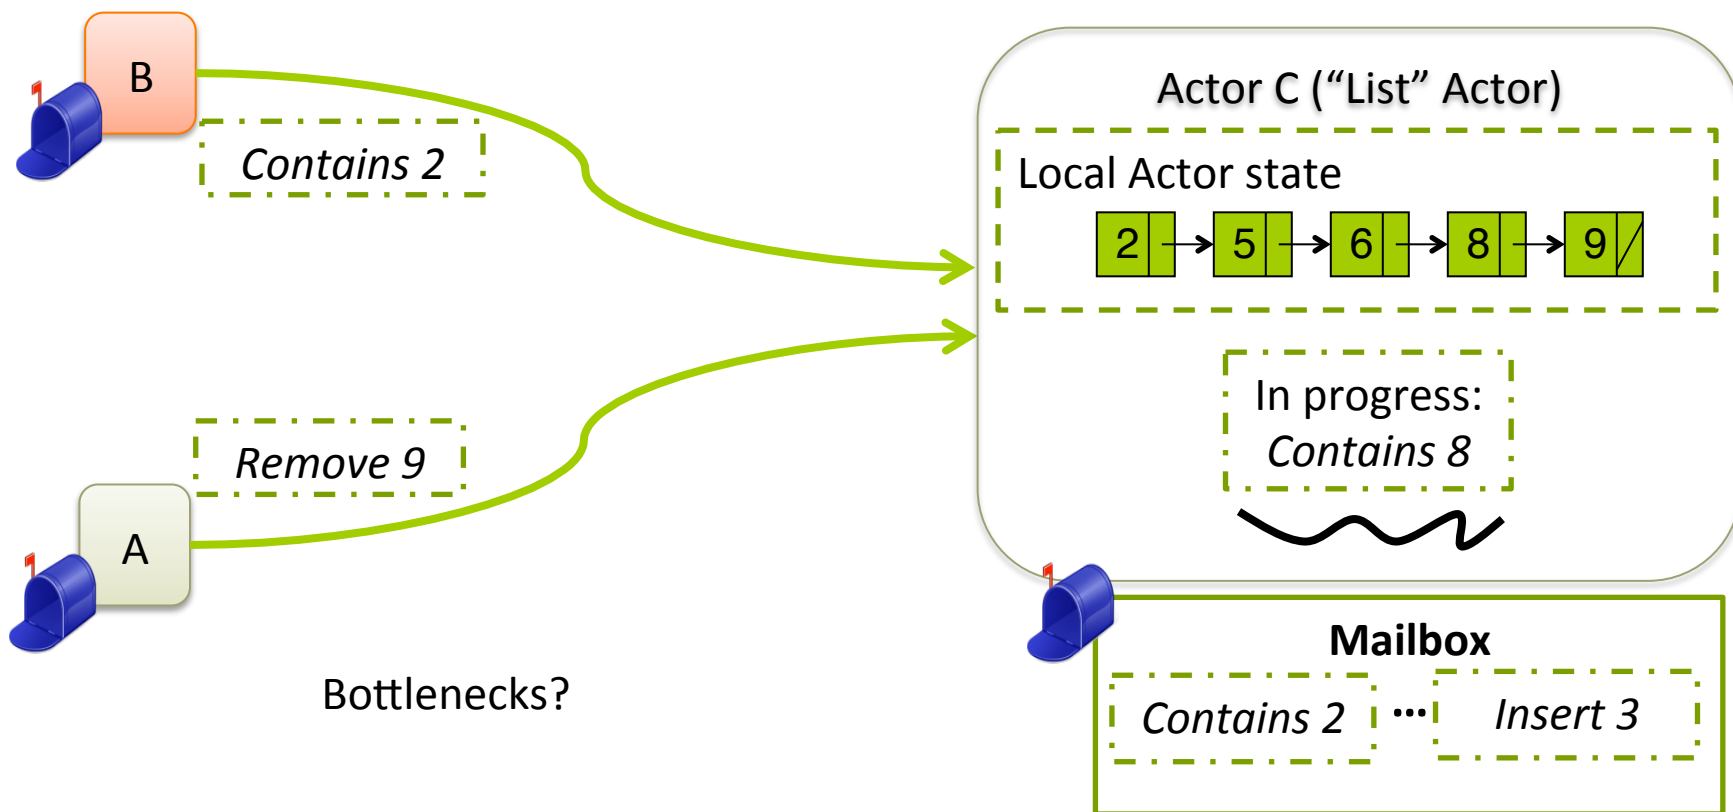 B
Contains 2
Actor C (“List” Actor)
Local Actor state
2 5 6 8 9
In progress:
Contains 8
Remove 9
A
Bottlenecks?
Mailbox
Contains 2 ... Insert 3